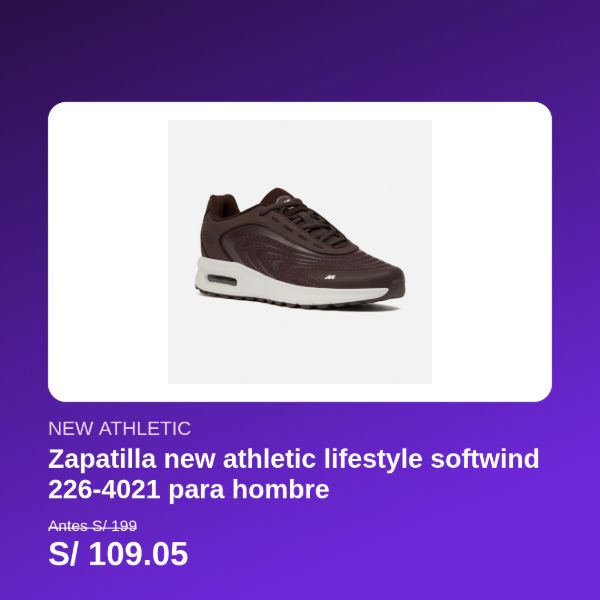 NEW ATHLETIC
Zapatilla new athletic lifestyle softwind
226-4021 para hombre
Antes S/ 199
S/ 109.05